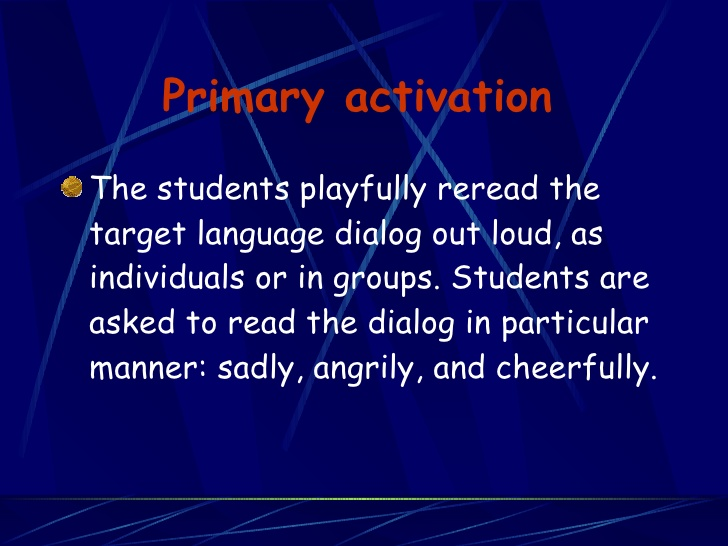 Primary activation
The students playfully reread the
target language dialog out loud, as
individuals or in groups. Students are
asked to read the dialog in particular
manner: sadly, angrily, and cheerfully.